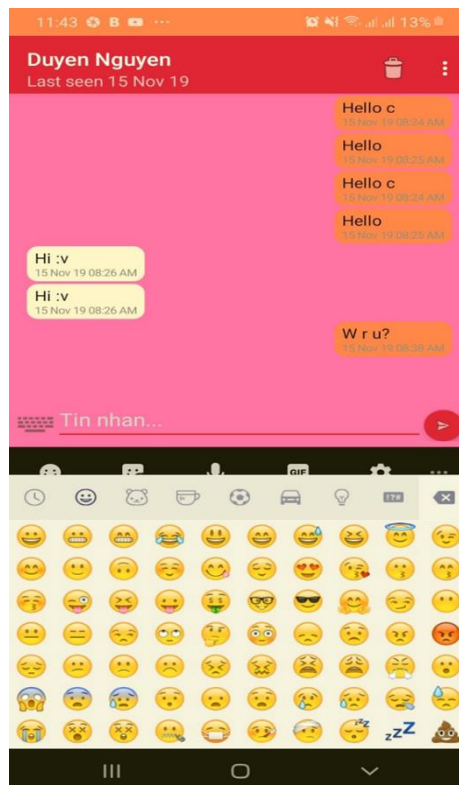 11:43 B ... 13%
Duyen Nguyen
Last seen 15 Nov 19
Hello c
15 Nov 19 08:24 AM
Hello
15 Nov 19 08:25 AM
Hello c
15 Nov 19 08:24 AM
Hello
15 Nov 19 08:25 AM
Hi :v
15 Nov 19 08:26 AM
Hi :v
15 Nov 19 08:26 AM
W r u?
15 Nov 19 08:38 AM
Tin nhan...
GIF
!?#
zzZ